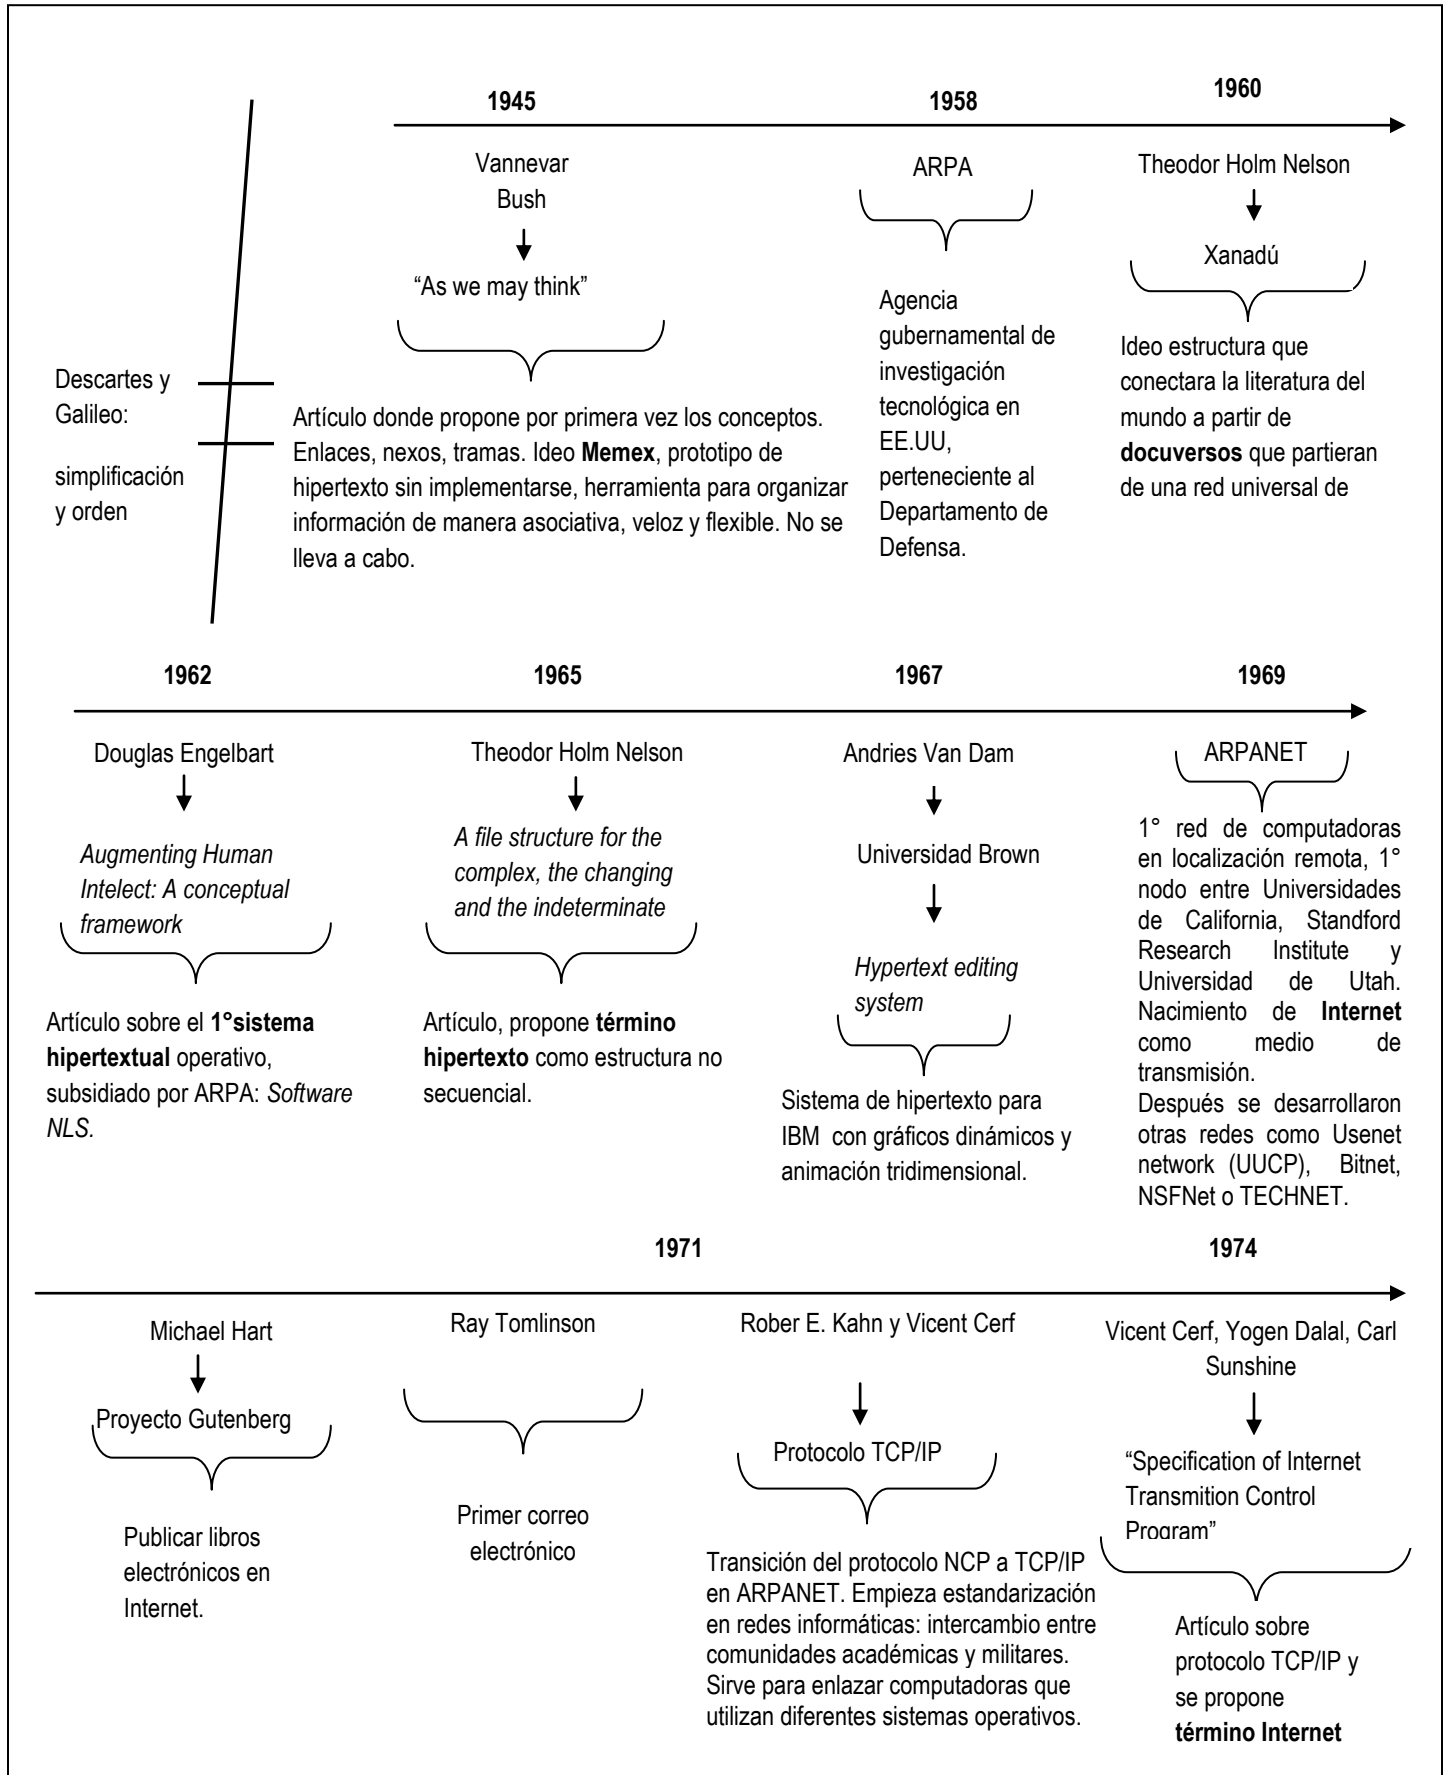 1945
1958
1960
Vannevar
Bush
“As we may think”
Descartes y
Galileo:
simplificación
y orden
Artículo donde propone por primera vez los conceptos.
Enlaces, nexos, tramas. Ideo Memex, prototipo de
hipertexto sin implementarse, herramienta para organizar
información de manera asociativa, veloz y flexible. No se
lleva a cabo.
ARPA
Agencia
gubernamental de
investigación
tecnológica en
EE.UU,
perteneciente al
Departamento de
Defensa.
Theodor Holm Nelson
Xanadú
Ideo estructura que
conectara la literatura del
mundo a partir de
docuversos que partieran
de una red universal de
1962
1965
1967
1969
Douglas Engelbart
Augmenting Human
Intelect: A conceptual
framework
Artículo sobre el 1°sistema
hipertextual operativo,
subsidiado por ARPA: Software
NLS.
Theodor Holm Nelson
A file structure for the
complex, the changing
and the indeterminate
Artículo, propone término
hipertexto como estructura no
secuencial.
Andries Van Dam
Universidad Brown
Hypertext editing
system
Sistema de hipertexto para
IBM con gráficos dinámicos y
animación tridimensional.
ARPANET
1° red de computadoras
en localización remota, 1°
nodo entre Universidades
de California, Standford
Research Institute y
Universidad de Utah.
Nacimiento de Internet
como medio de
transmisión.
Después se desarrollaron
otras redes como Usenet
network (UUCP), Bitnet,
NSFNet o TECHNET.
1971
1974
Michael Hart
Proyecto Gutenberg
Publicar libros
electrónicos en
Internet.
Ray Tomlinson
Primer correo
electrónico
Rober E. Kahn y Vicent Cerf
Protocolo TCP/IP
Transición del protocolo NCP a TCP/IP
en ARPANET. Empieza estandarización
en redes informáticas: intercambio entre
comunidades académicas y militares.
Sirve para enlazar computadoras que
utilizan diferentes sistemas operativos.
Vicent Cerf, Yogen Dalal, Carl
Sunshine
“Specification of Internet
Transmition Control
Program”
Artículo sobre
protocolo TCP/IP y
se propone
término Internet